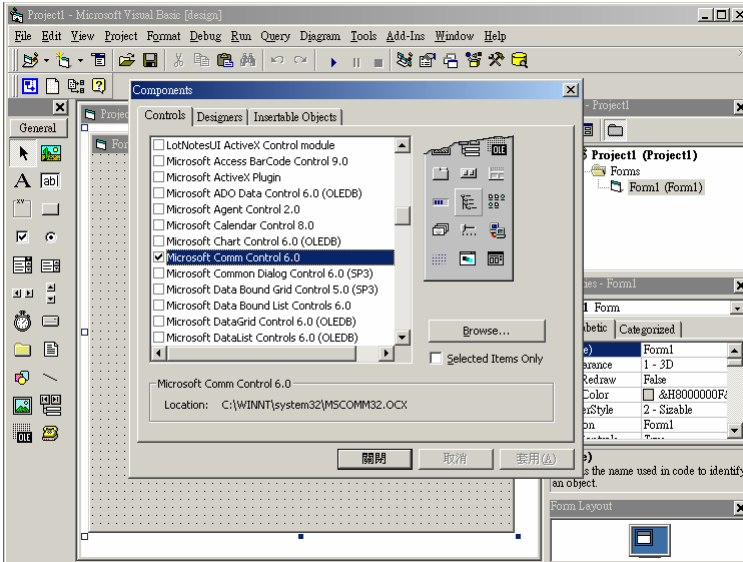 Project1 - Microsoft Visual Basic [design]
File Edit View Project Format Debug Run Query Diagram Tools Add-Ins Window Help
General
A
ab
XY
OLE
Components
Controls
Designers
Insertable Objects
LotNotesUI ActiveX Control module
Microsoft Access BarCode Control 9.0
Microsoft ActiveX Plugin
Microsoft ADO Data Control 6.0 (OLEDB)
Microsoft Agent Control 2.0
Microsoft Calendar Control 8.0
Microsoft Chart Control 6.0 (OLEDB)
Microsoft Comm Control 6.0
Microsoft Common Dialog Control 6.0 (SP3)
Microsoft Data Bound Grid Control 5.0 (SP3)
Microsoft Data Bound List Controls 6.0
Microsoft DataGrid Control 6.0 (OLEDB)
Microsoft DataList Controls 6.0 (OLEDB)
OLE
Browse...
Selected Items Only
Microsoft Comm Control 6.0
Location: C:\WINNT\system32\MSCOMM32.OCX
關閉
取消
套用(A)
- Project1
Project1 (Project1)
Forms
Form1 (Form1)
- Form1
1 Form
Categorized
Form1
1 - 3D
False
&H8000000F&
2 - Sizable
Form1
True
s the name used in code to identify
an object.
Form Layout